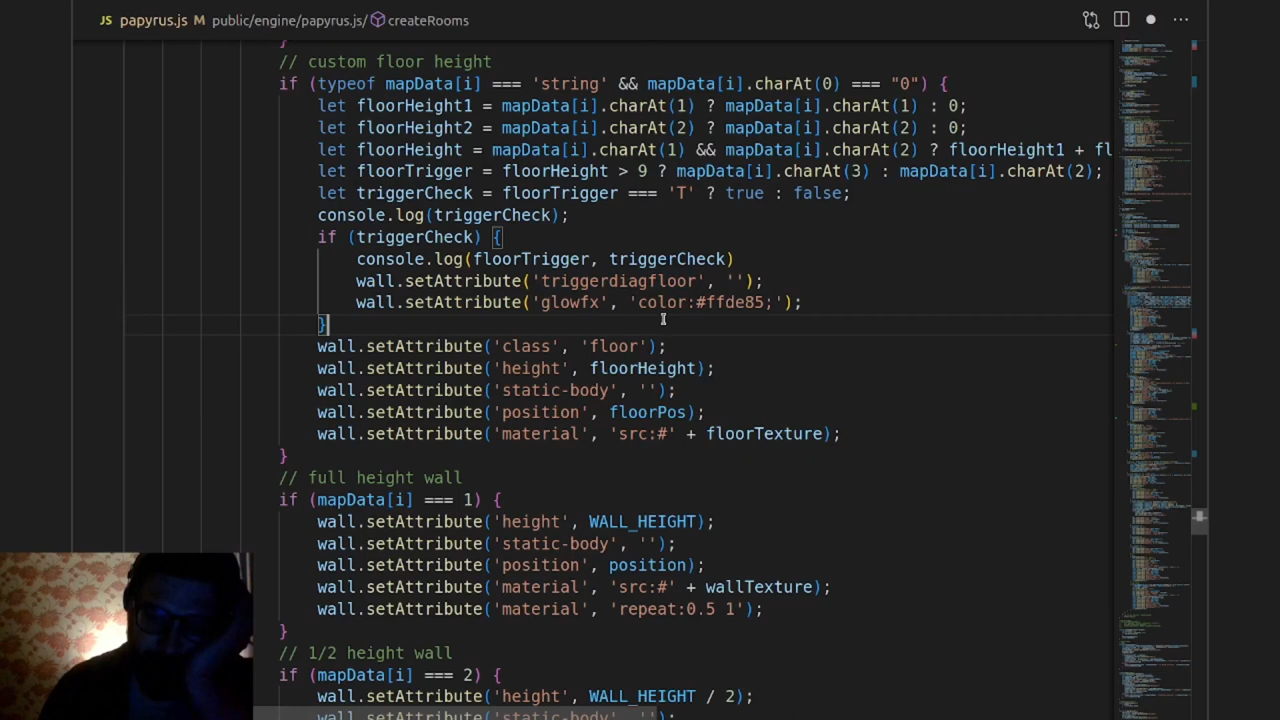 JS papyrus.js M public/engine/papyrus.js/ createRooms ...
}
// custom floor height
if (typeof mapData[i] === 'string' && mapData[i].charAt(0) === "0") {
let floorHeight1 = mapData[i].charAt(1) ? mapData[i].charAt(1) : 0;
let floorHeight2 = mapData[i].charAt(2) ? mapData[i].charAt(2) : 0;
let floorHeight = mapData[i].charAt(1) && mapData[i].charAt(2) ? floorHeight1 + fl
let floorTrigger = floorHeight > 9 ? mapData[i].charAt(3) : mapData[i].charAt(2);
let triggerCheck = floorTrigger === 'T' ? true : false;
console.log(triggerCheck);
if (triggerCheck) {
console.log(floorTrigger, triggerCheck)
wall.setAttribute('triggerdiagfloor', '');
wall.setAttribute('glowfx', 'color:#ffde85;');
}
wall.setAttribute('class', 'floor');
wall.setAttribute('height', floorHeight);
wall.setAttribute('static-body', '');
wall.setAttribute('position', floorPos);
wall.setAttribute('material', 'src:#' + floorTexture);
}
// full height wall
if (mapData[i] === 1) {
wall.setAttribute('height', WALL_HEIGHT);
wall.setAttribute('static-body', '');
wall.setAttribute('position', position);
wall.setAttribute('material', 'src:#' + wallTexture);
wall.setAttribute('material', 'repeat:0.5 1');
}
// 1/2 height wall
if (mapData[i] === 2) {
wall.setAttribute('height', WALL_HEIGHT / 2);
wall.setAttribute('static-body', '');